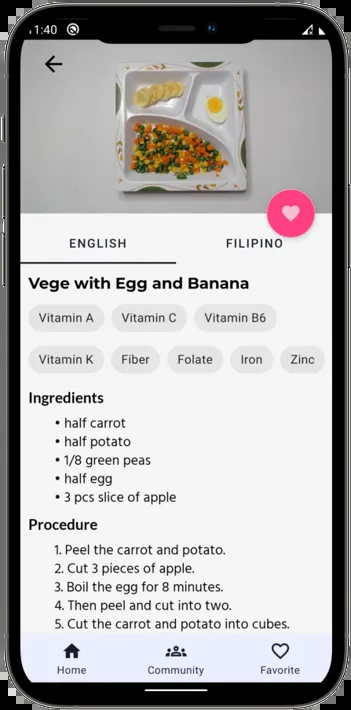 1:40
ENGLISH FILIPINO
Vege with Egg and Banana
Vitamin A Vitamin C Vitamin B6
Vitamin K Fiber Folate Iron Zinc
Ingredients
• half carrot
• half potato
• 1/8 green peas
• half egg
• 3 pcs slice of apple
Procedure
1. Peel the carrot and potato.
2. Cut 3 pieces of apple.
3. Boil the egg for 8 minutes.
4. Then peel and cut into two.
5. Cut the carrot and potato into cubes.
Home Community Favorite